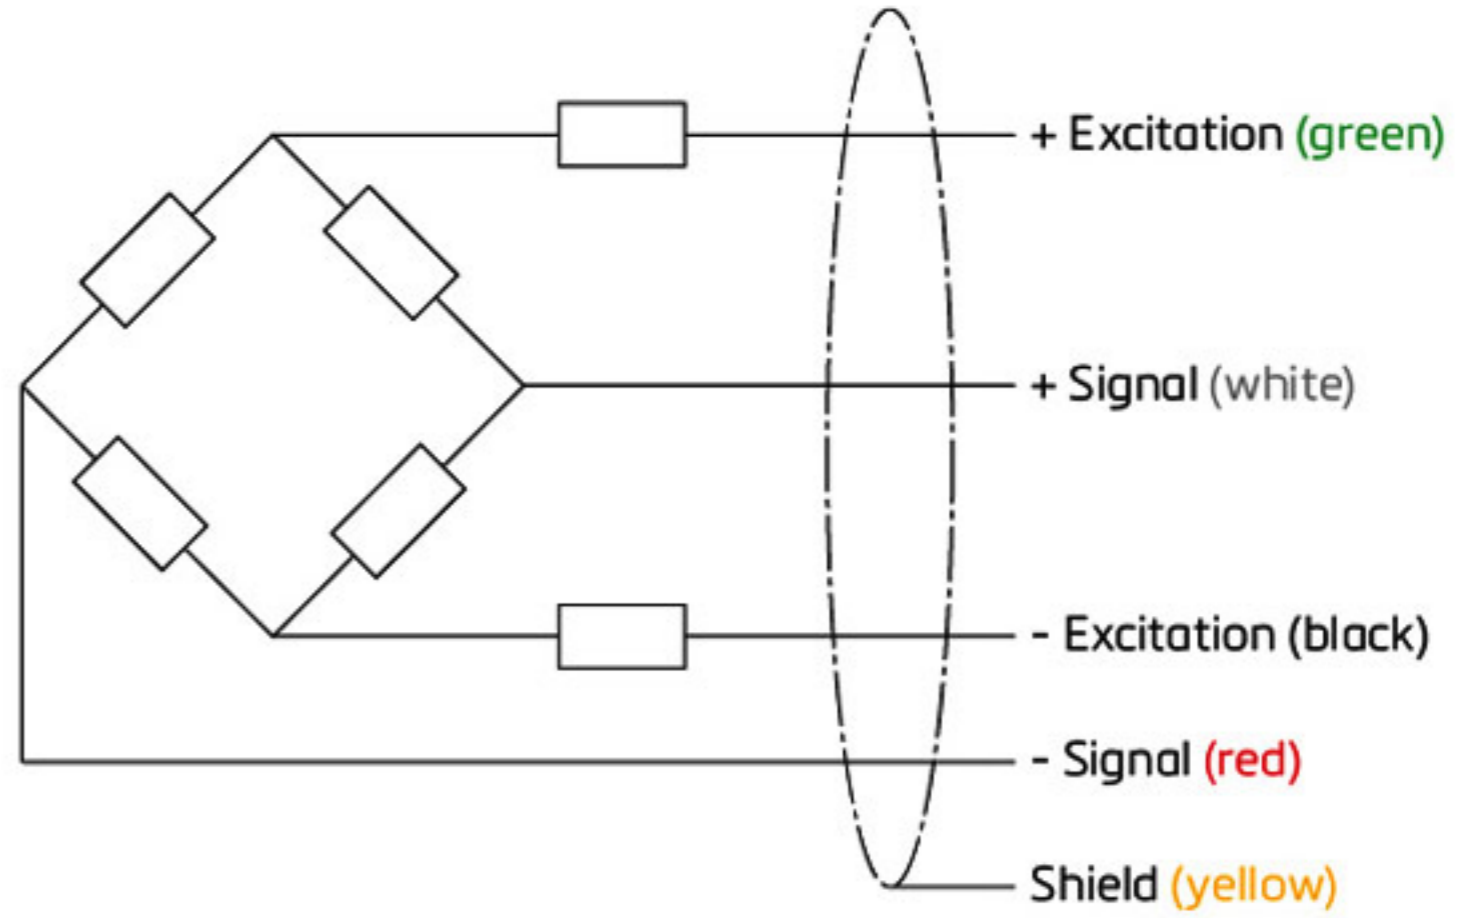 + Excitation (green)
+ Signal (white)
- Excitation (black)
- Signal (red)
Shield (yellow)